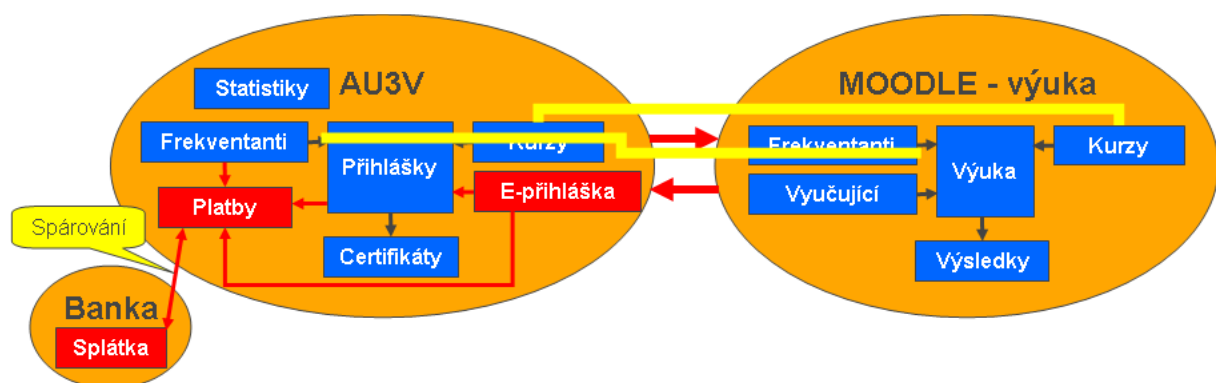 AU3V
Statistiky
Frekventanti
Přihlášky
Kurzy
Platby
E-přihláška
Certifikáty
Spárování
Banka
Splátka
MOODLE - výuka
Frekventanti
Výuka
Kurzy
Vyučující
Výsledky